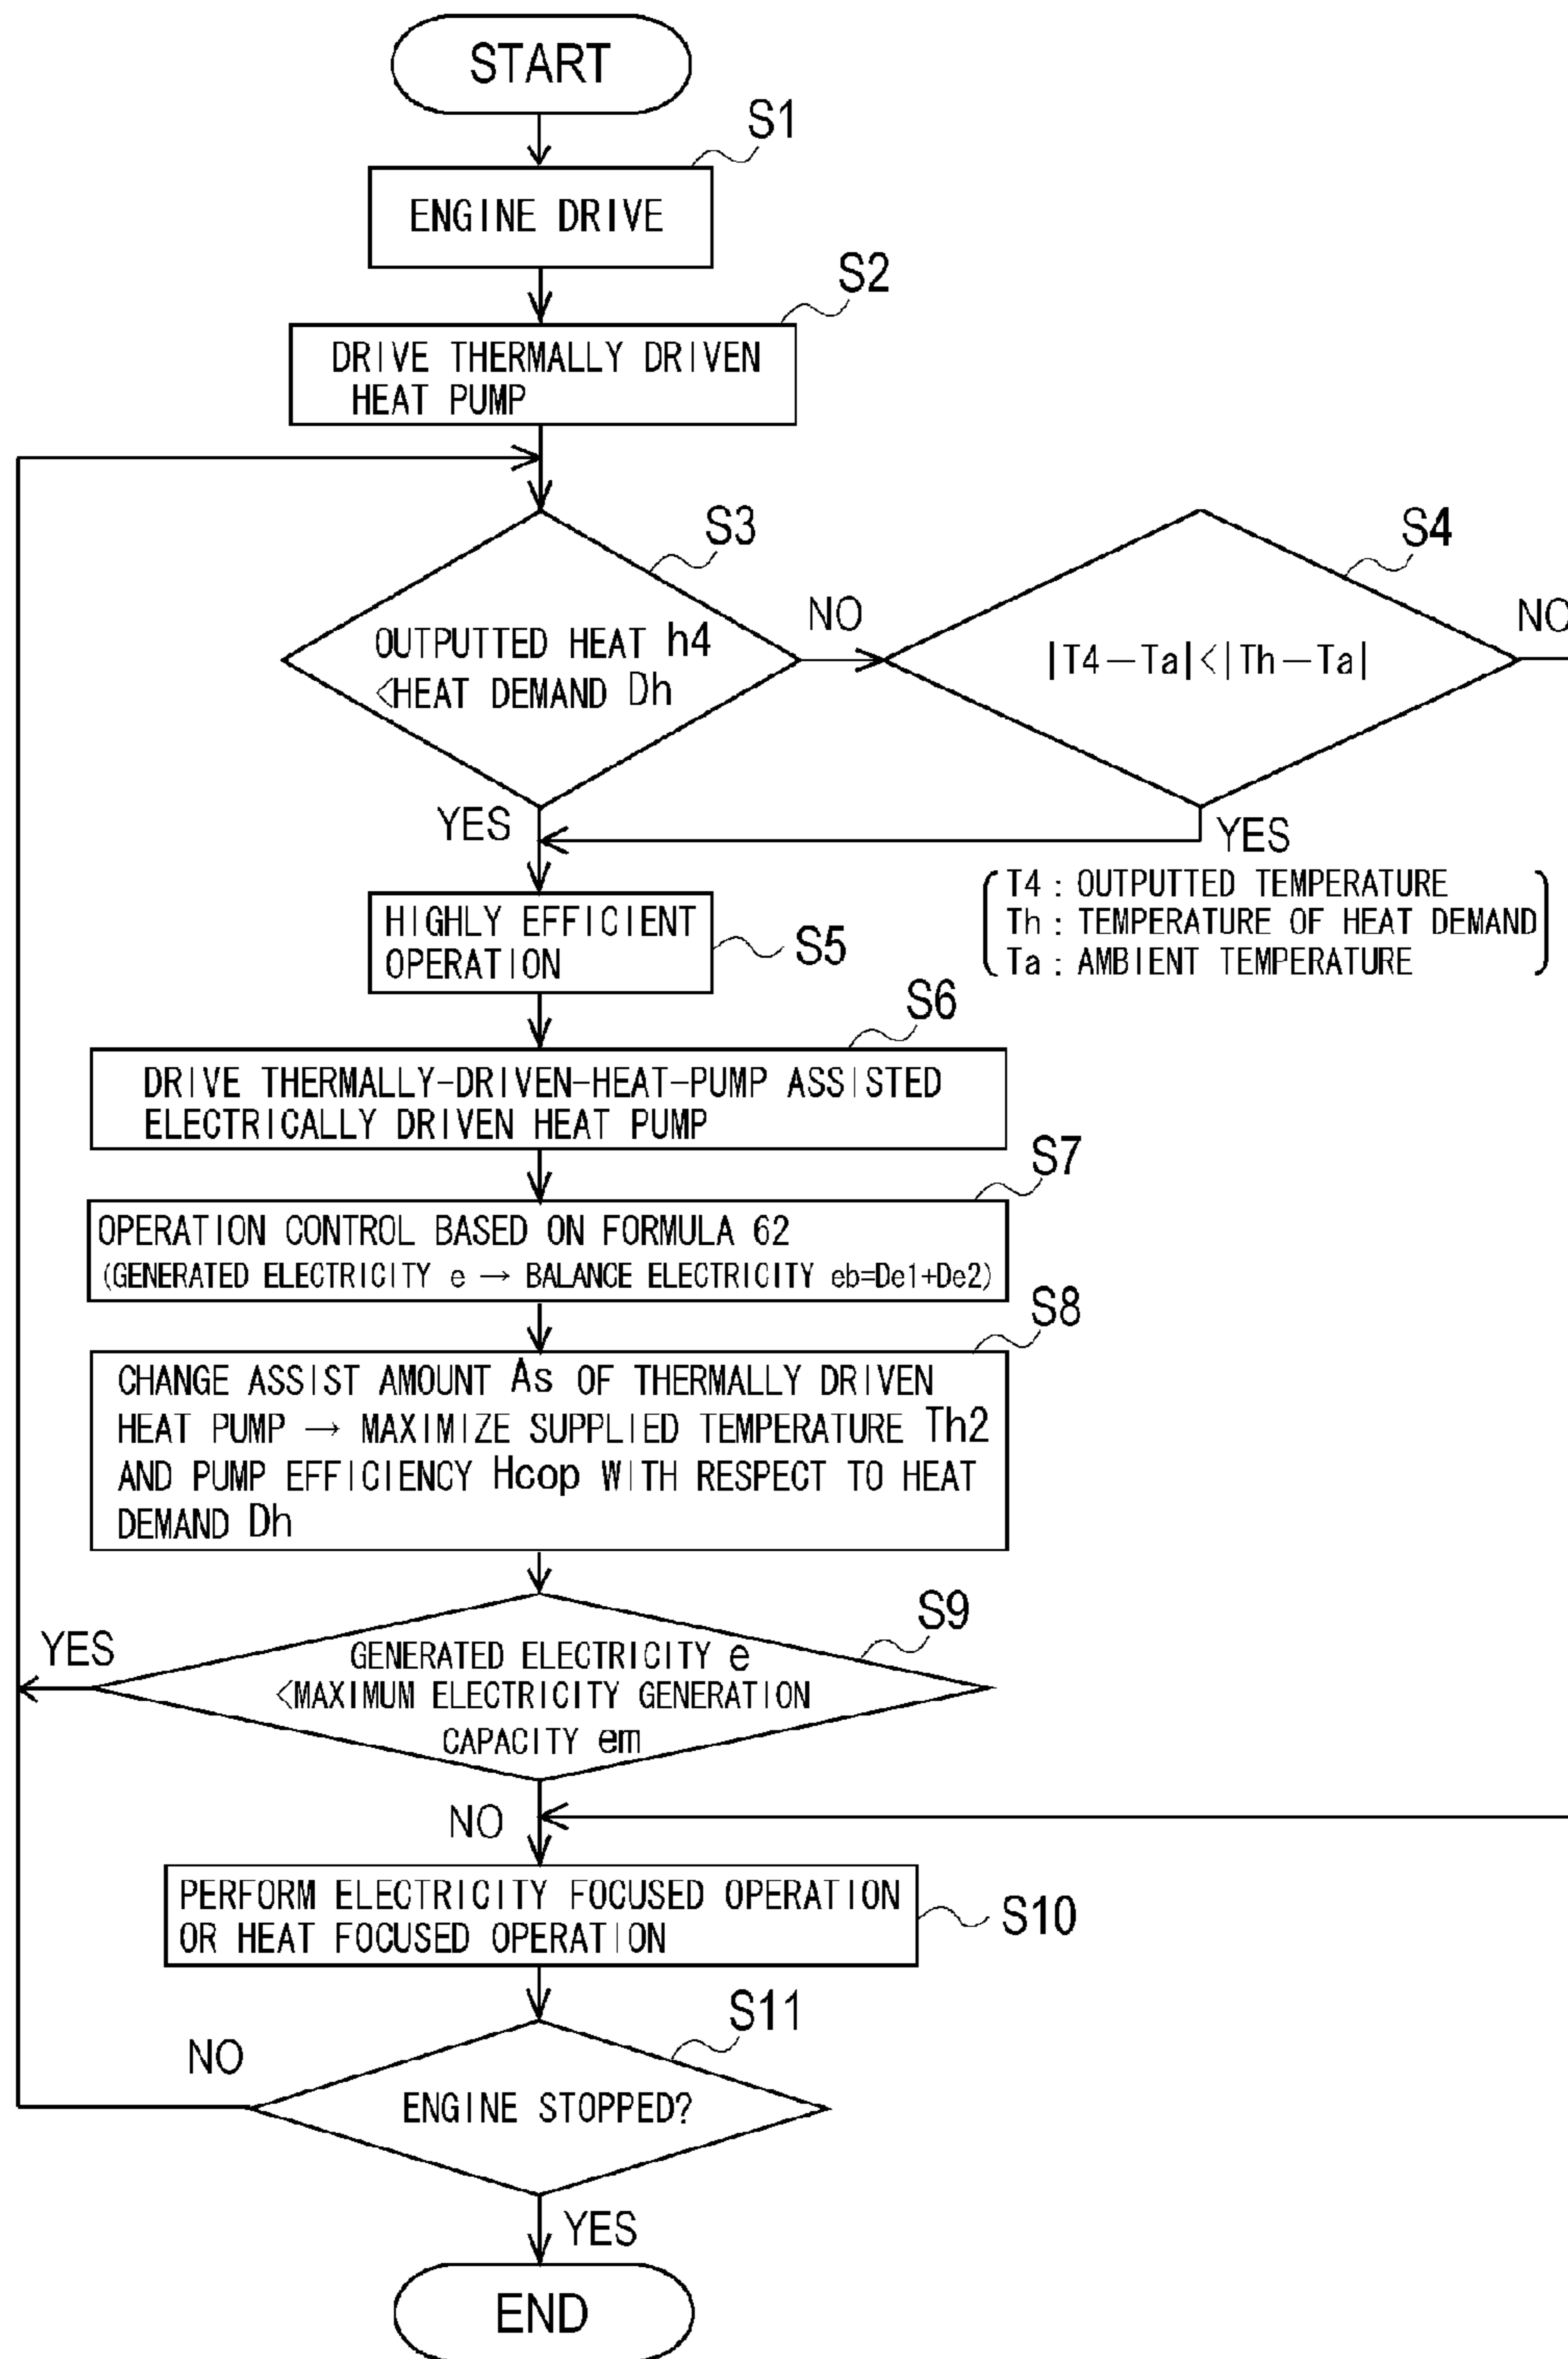 START
S1
ENGINE DRIVE
S2
DRIVE THERMALLY DRIVEN
HEAT PUMP
S3
OUTPUTTED HEAT h4
<HEAT DEMAND Dh
NO
S4
|T4−Ta|<|Th−Ta|
NO
YES
YES
T4 : OUTPUTTED TEMPERATURE
Th : TEMPERATURE OF HEAT DEMAND
Ta : AMBIENT TEMPERATURE
HIGHLY EFFICIENT
OPERATION
S5
S6
DRIVE THERMALLY-DRIVEN-HEAT-PUMP ASSISTED
ELECTRICALLY DRIVEN HEAT PUMP
S7
OPERATION CONTROL BASED ON FORMULA 62
(GENERATED ELECTRICITY e → BALANCE ELECTRICITY eb=De1+De2)
S8
CHANGE ASSIST AMOUNT As OF THERMALLY DRIVEN
HEAT PUMP → MAXIMIZE SUPPLIED TEMPERATURE Th2
AND PUMP EFFICIENCY Hcop WITH RESPECT TO HEAT
DEMAND Dh
S9
YES
GENERATED ELECTRICITY e
<MAXIMUM ELECTRICITY GENERATION
CAPACITY em
NO
PERFORM ELECTRICITY FOCUSED OPERATION
OR HEAT FOCUSED OPERATION
S10
S11
NO
ENGINE STOPPED?
YES
END